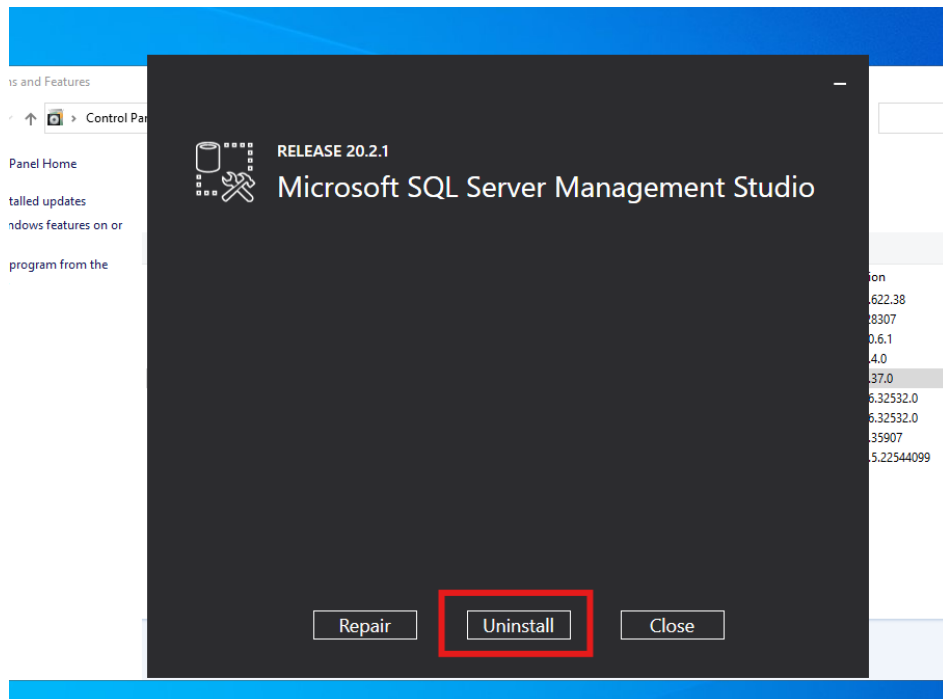 ns and Features
Control Par
Panel Home
talled updates
ndows features on or
program from the
RELEASE 20.2.1
Microsoft SQL Server Management Studio
ion
.622.38
28307
0.6.1
.4.0
.37.0
6.32532.0
6.32532.0
.35907
.5.22544099
Repair
Uninstall
Close